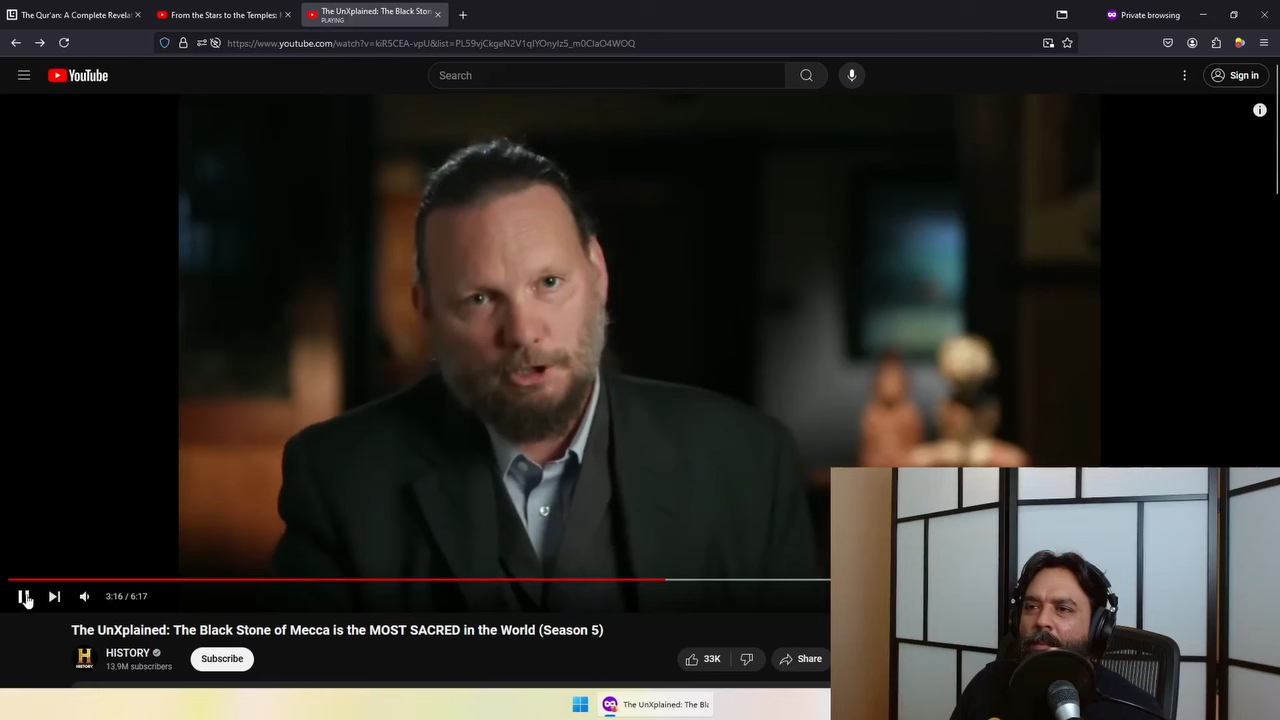 The Qur'an: A Complete Revelat
From the Stars to the Temples:
The UnXplained: The Black Ston
PLAYING
Private browsing
https://www.youtube.com/watch?v=kiR5CEA-vpU&list=PL59vjCkgeN2V1qIYOnyIz5_m0CIaO4WOQ
YouTube
Search
Sign in
3:16 / 6:17
The UnXplained: The Black Stone of Mecca is the MOST SACRED in the World (Season 5)
HISTORY
HISTORY
13.9M subscribers
Subscribe
33K
Share
The UnXplained: The Bla